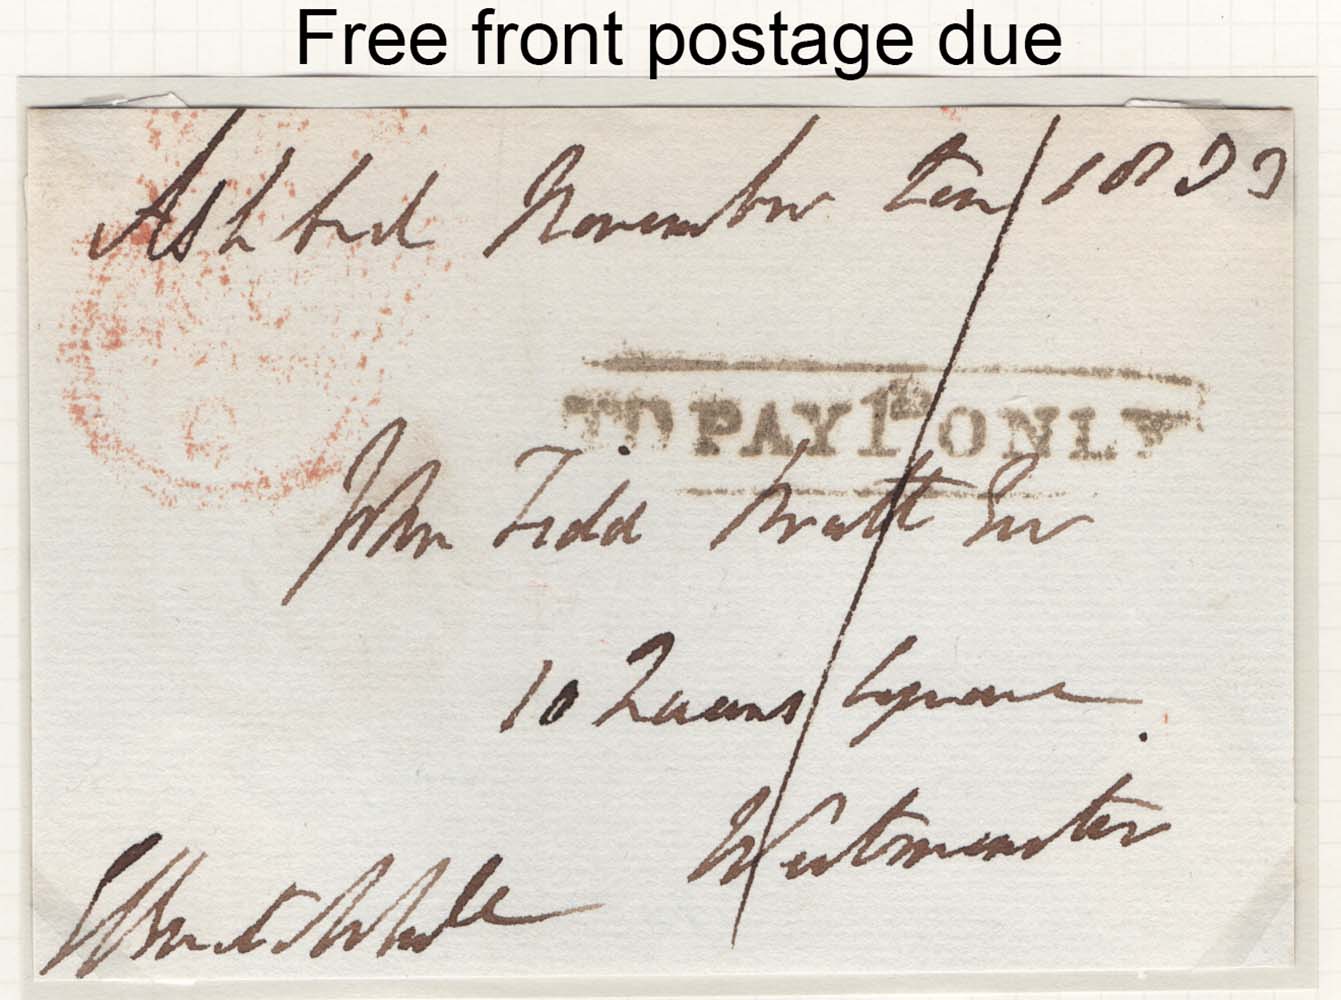 Free front postage due
Ashford November Ten 1833
TO PAY 1D ONLY
John Tidd Pratt Esr
10 Queens Square
Westminster